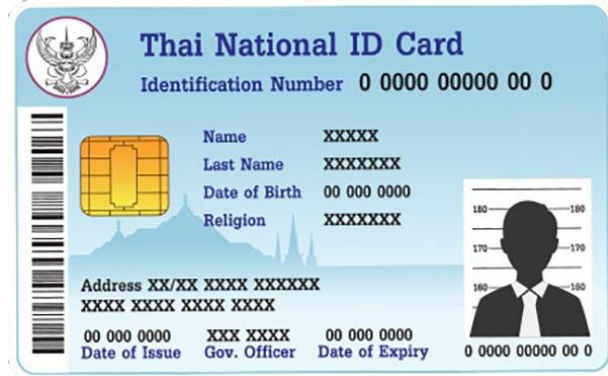 Thai National ID Card
Identification Number 0 0000 00000 00 0
Name XXXXX
Last Name XXXXXXX
Date of Birth 00 000 0000
Religion XXXXXXX
180 180
170 170
160 160
Address XX/XX XXXX XXXXXX
XXXX XXXX XXXX XXXX
00 000 0000 XXX XXXX 00 000 0000
Date of Issue Gov. Officer Date of Expiry
0 0000 00000 00 0